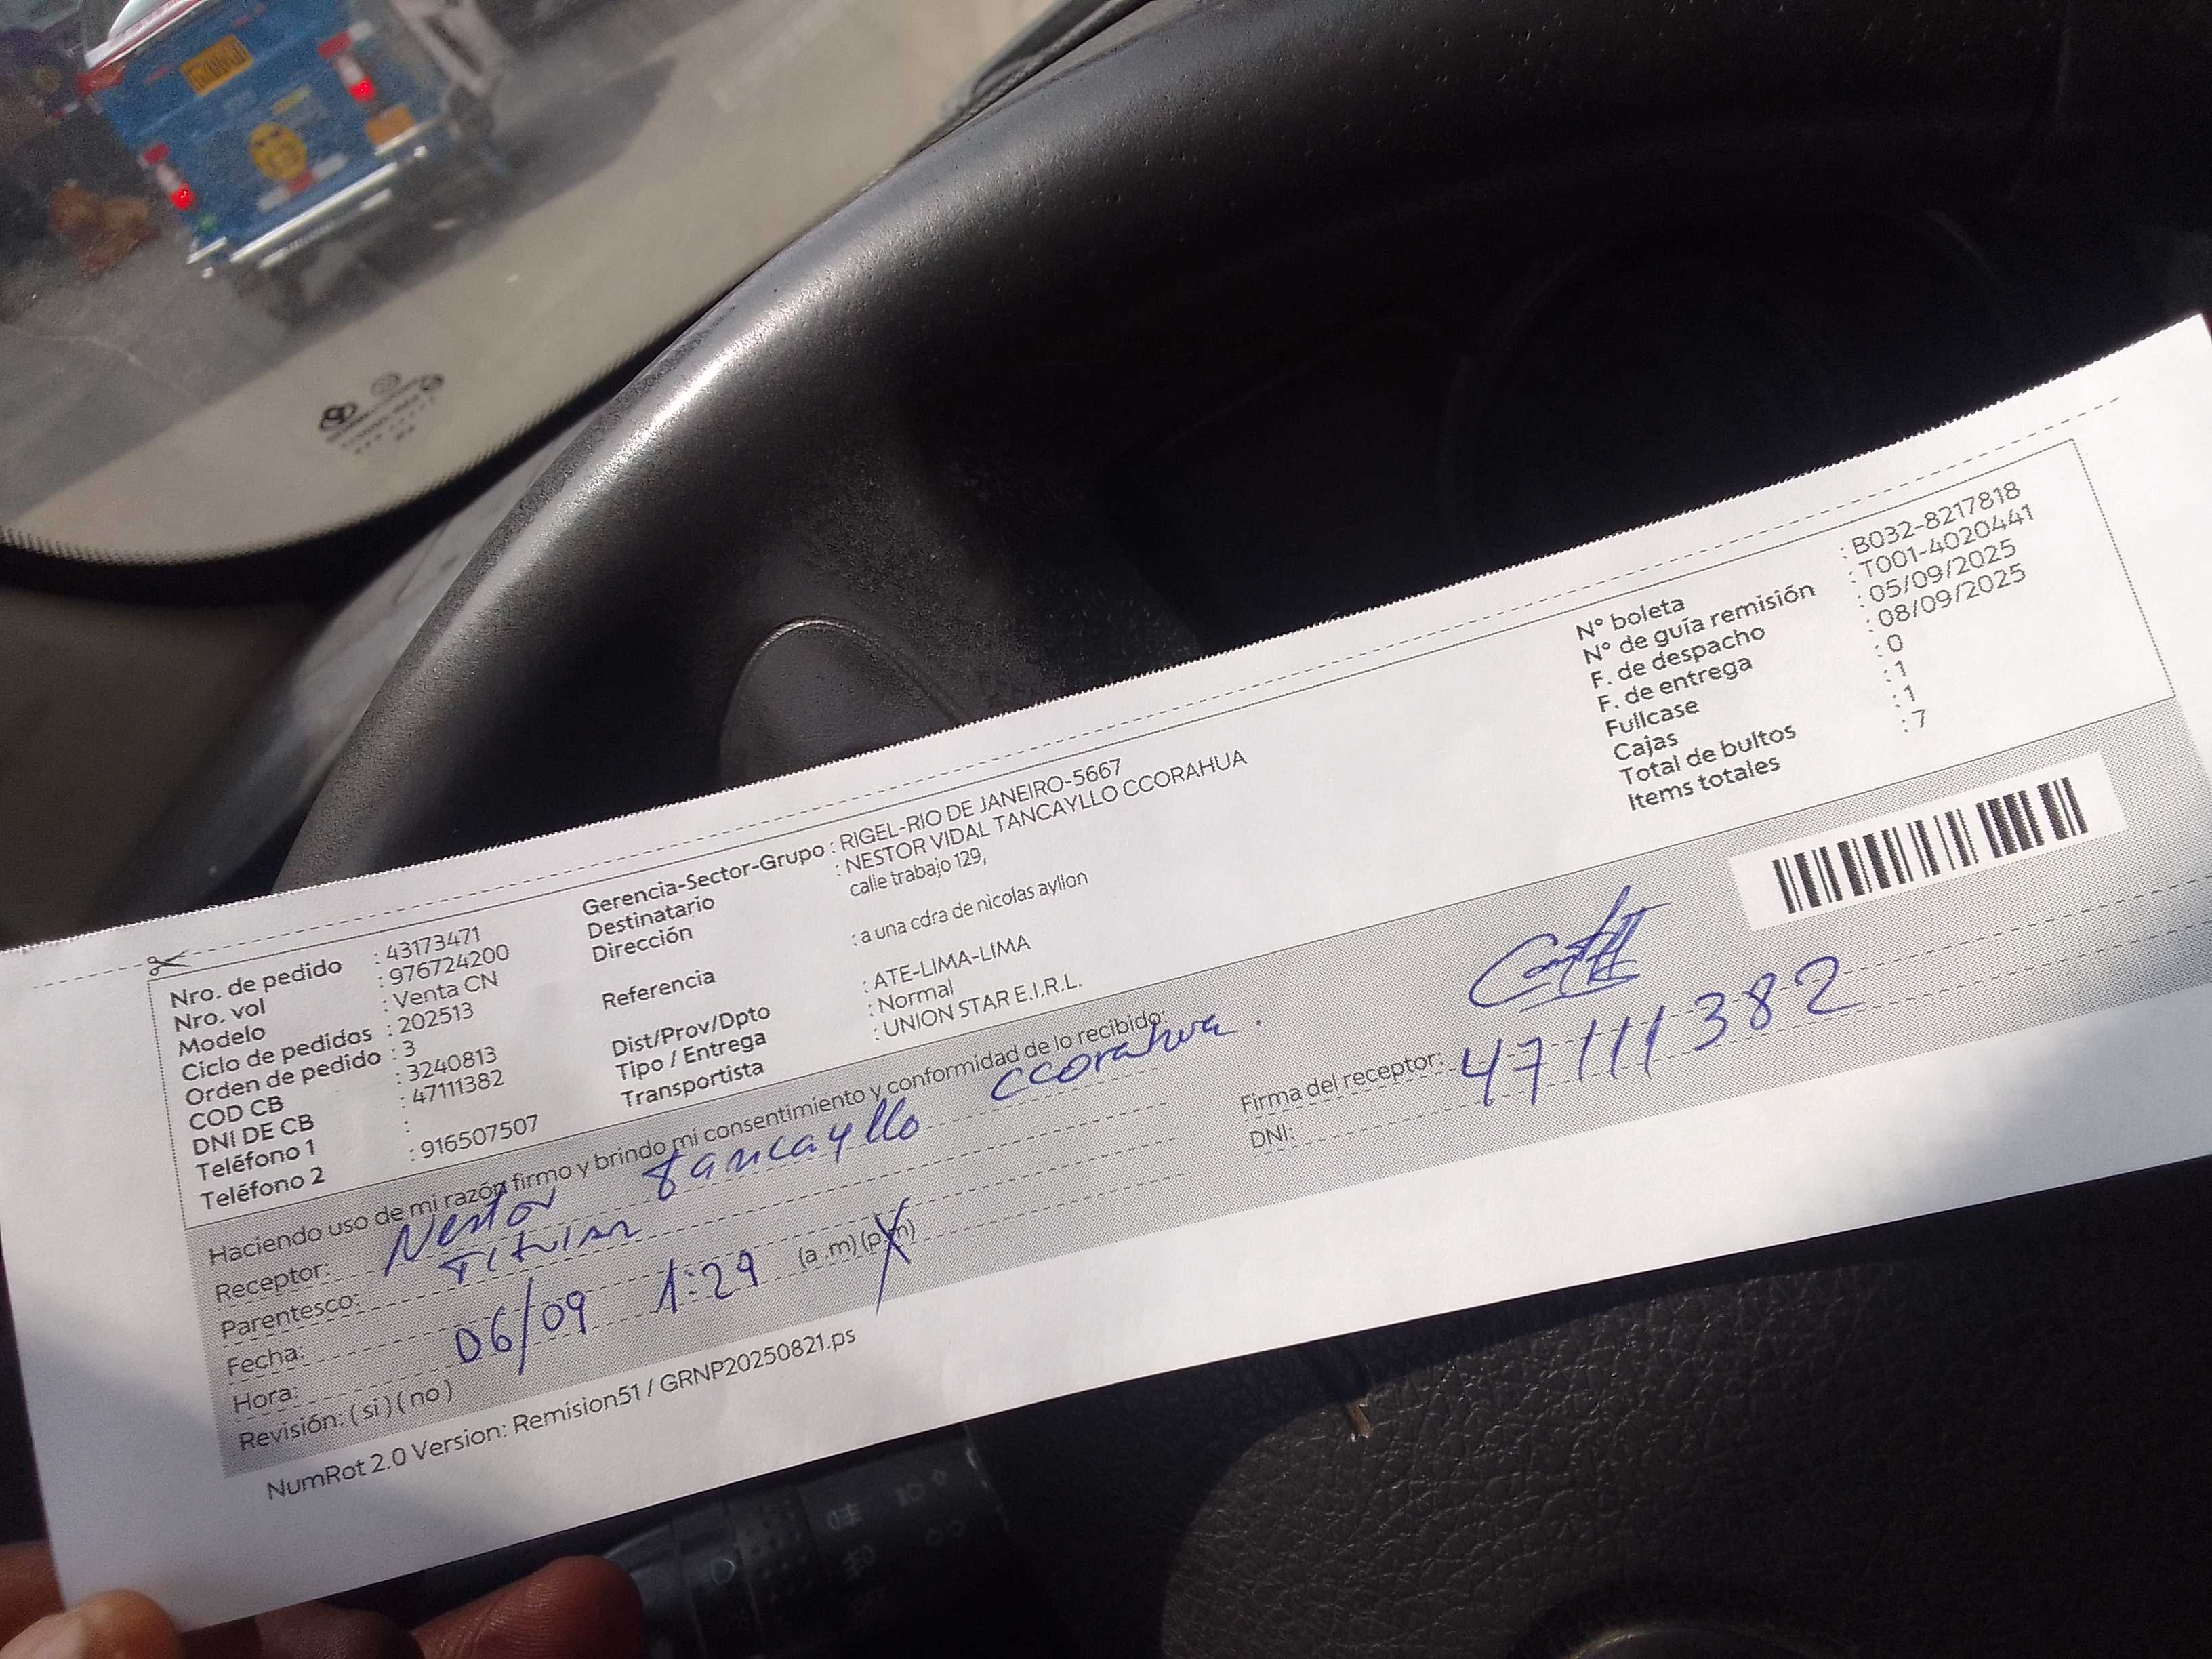 Nro. de pedido : 43173471
Nro. vol : 976724200
Modelo : Venta CN
Ciclo de pedidos : 202513
Orden de pedido : 3
COD CB : 3240813
DNI DE CB : 47111382
Teléfono 1 :
Teléfono 2 : 916507507
Gerencia-Sector-Grupo : RIGEL-RIO DE JANEIRO-5667
Destinatario : NESTOR VIDAL TANCAYLLO CCORAHUA
Dirección calle trabajo 129,
Referencia : a una cdra de nicolas ayllon
Dist/Prov/Dpto : ATE-LIMA-LIMA
Tipo / Entrega : Normal
Transportista : UNION STAR E.I.R.L.
N° boleta : B032-8217818
N° de guía remisión : T001-4020441
F. de despacho : 05/09/2025
F. de entrega : 08/09/2025
Fullcase : 0
Cajas : 1
Total de bultos : 1
Items totales : 7
Haciendo uso de mi razón firmo y brindo mi consentimiento y conformidad de lo recibido:
Receptor: Nestor tancayllo ccorahua.
Parentesco: Titular
Fecha: 06/09 1:29 (a .m) (p.m)
Hora:
Revisión: ( si ) ( no )
Firma del receptor:
DNI: 47111382
NumRot 2.0 Version: Remision51 / GRNP20250821.ps